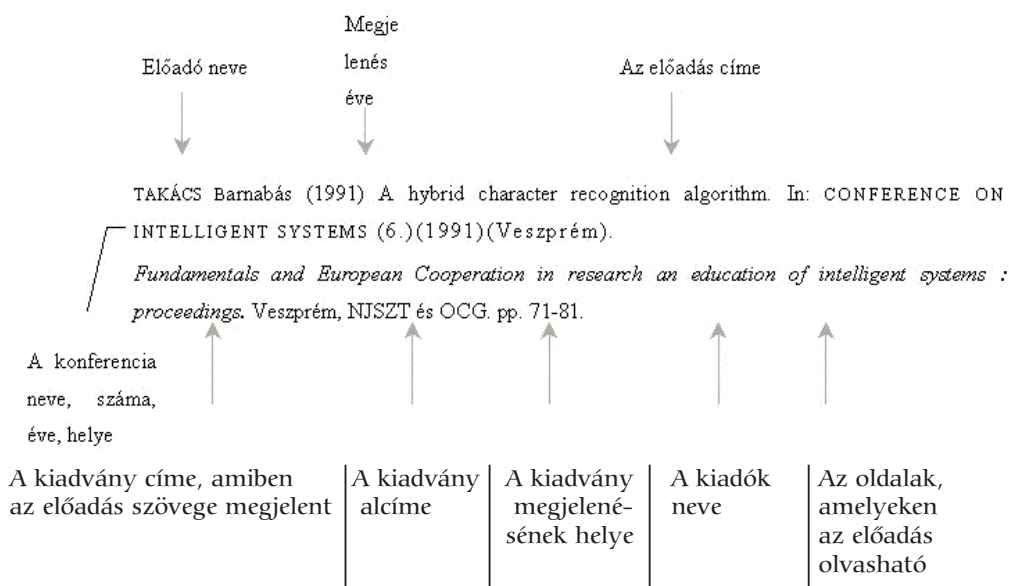 Megje
lenés
éve
Előadó neve
Az előadás címe
TAKÁCS Barnabás (1991) A hybrid character recognition algorithm. In: CONFERENCE ON
INTELLIGENT SYSTEMS (6.)(1991)(Veszprém).
Fundamentals and European Cooperation in research an education of intelligent systems :
proceedings. Veszprém, NJSZT és OCG. pp. 71-81.
A konferencia
neve, száma,
éve, helye
A kiadvány címe, amiben
az előadás szövege megjelent
A kiadvány
alcíme
A kiadvány
megjelené-
sének helye
A kiadók
neve
Az oldalak,
amelyeken
az előadás
olvasható